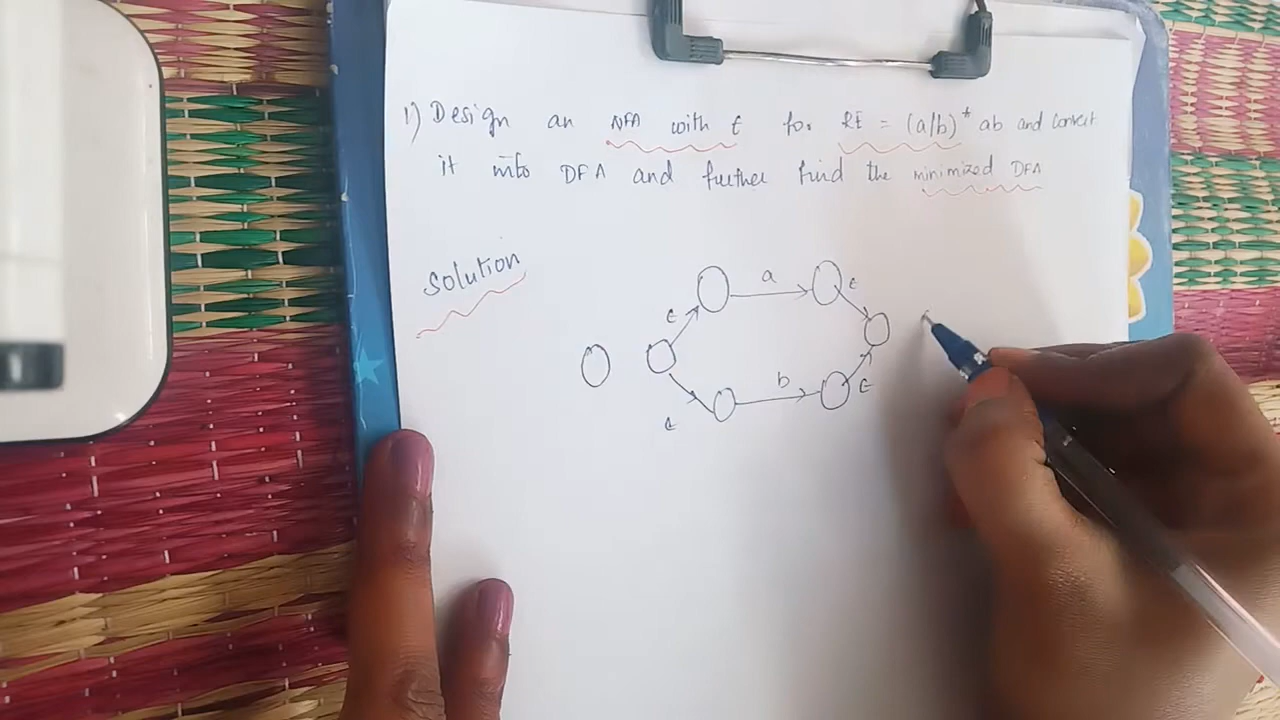 1) Design an NFA with ε for RE = (a/b)* ab and convert
it into DFA and further find the minimized DFA
Solution
a
ε
ε
b
ε
ε